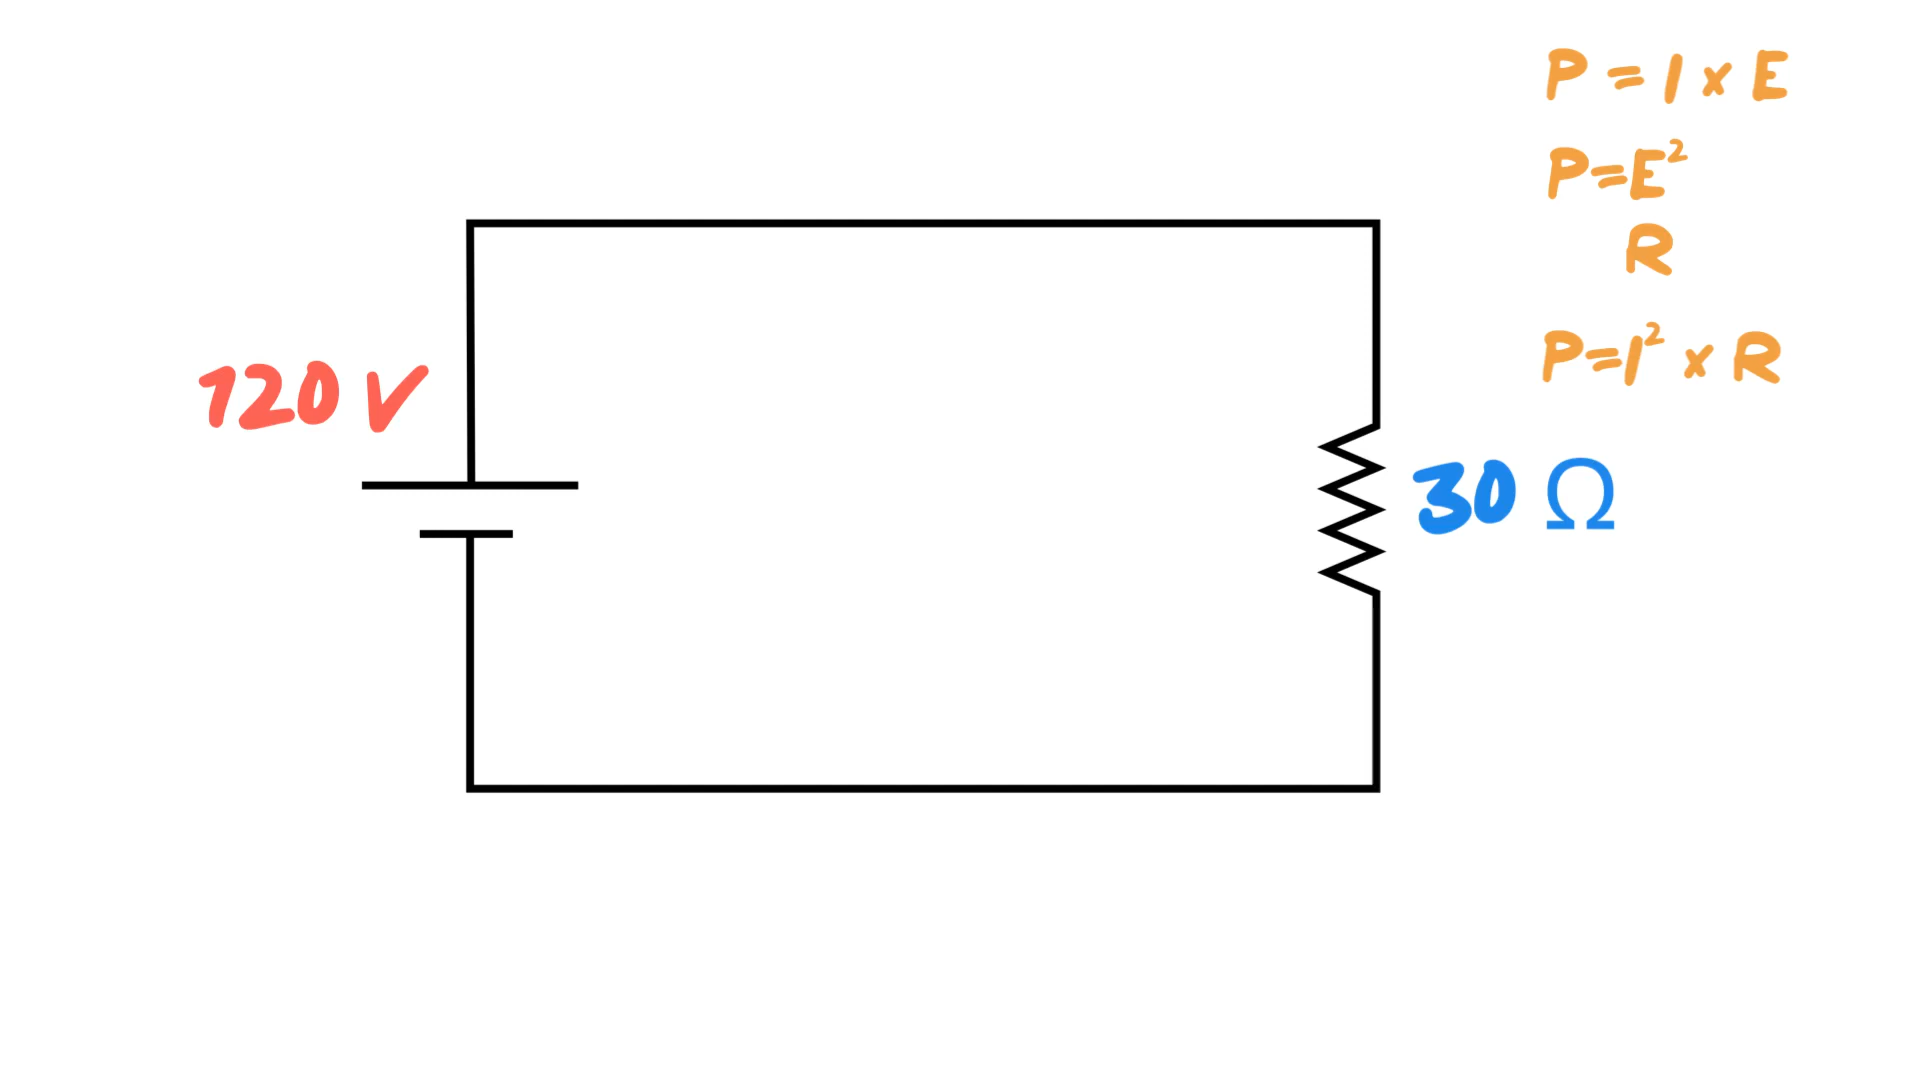 P = I x E
P=E²
R
P=I² x R
120 V
30 Ω